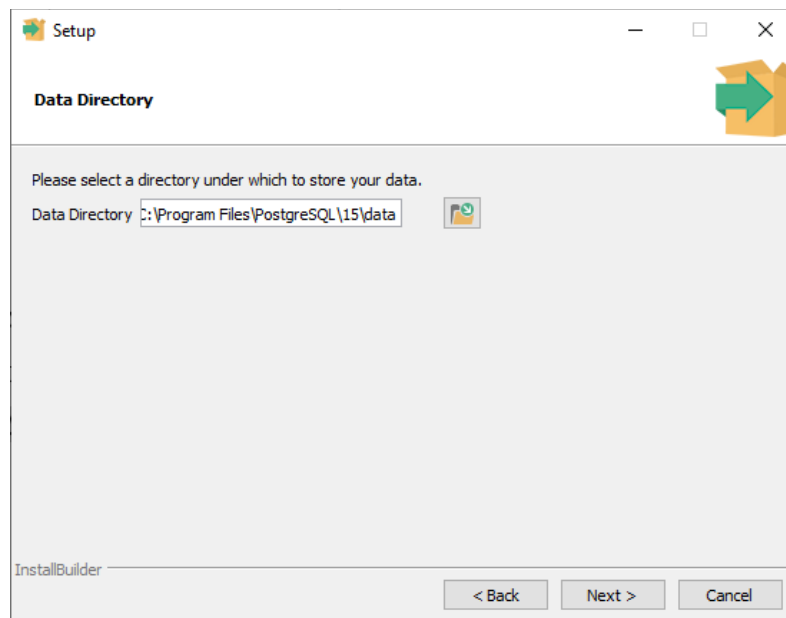 Setup
Data Directory
Please select a directory under which to store your data.
Data Directory C:\Program Files\PostgreSQL\15\data
InstallBuilder
< Back Next > Cancel